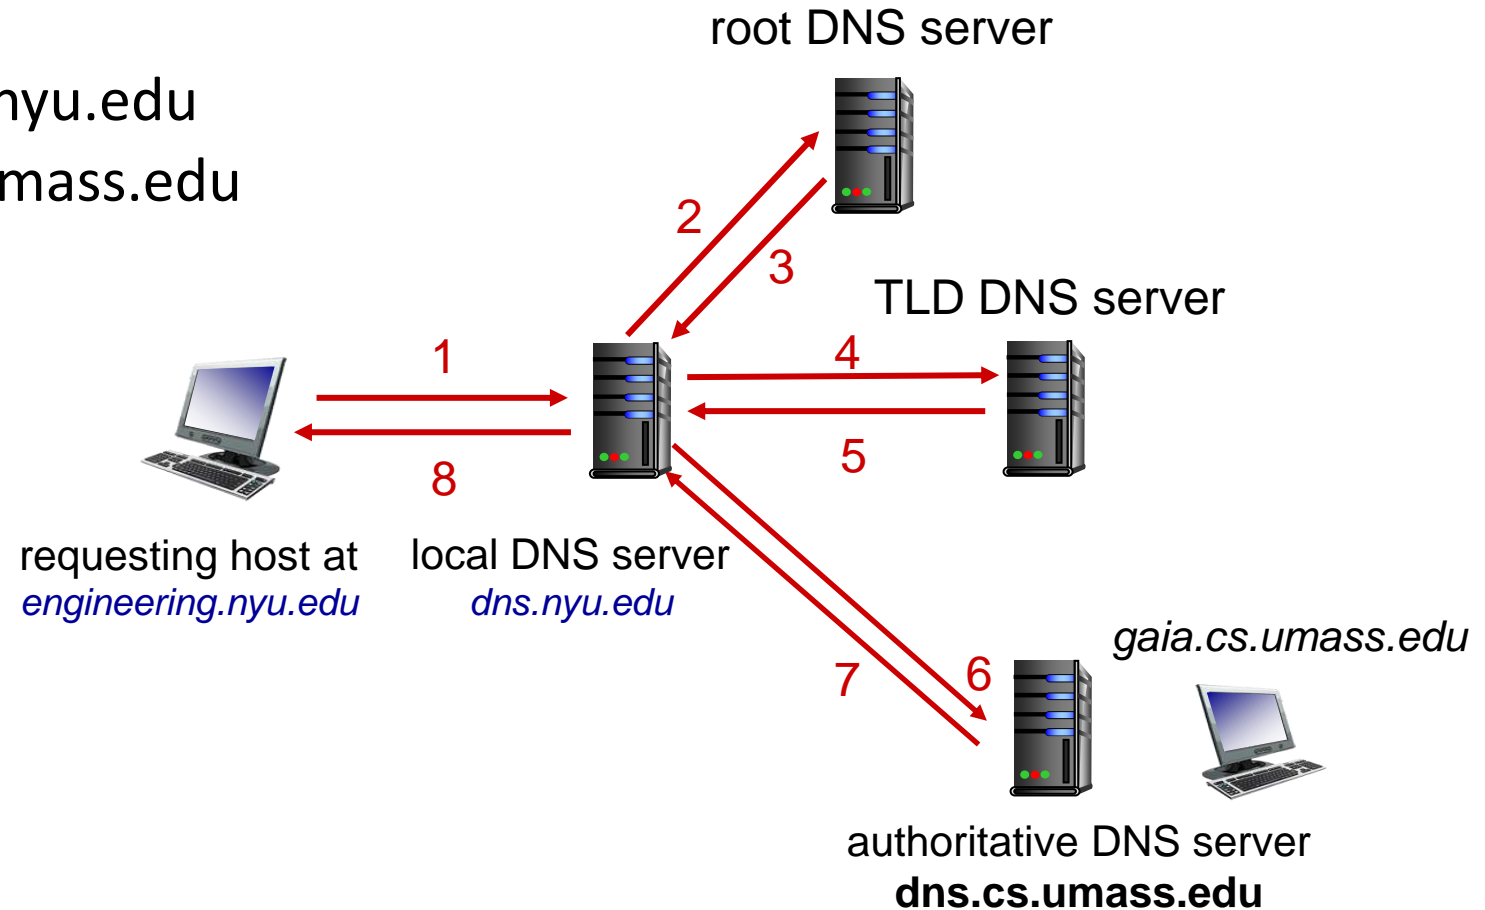 root DNS server
nyu.edu
mass.edu
2
3
TLD DNS server
1
4
5
8
requesting host at
engineering.nyu.edu
local DNS server
dns.nyu.edu
gaia.cs.umass.edu
7
6
authoritative DNS server
dns.cs.umass.edu